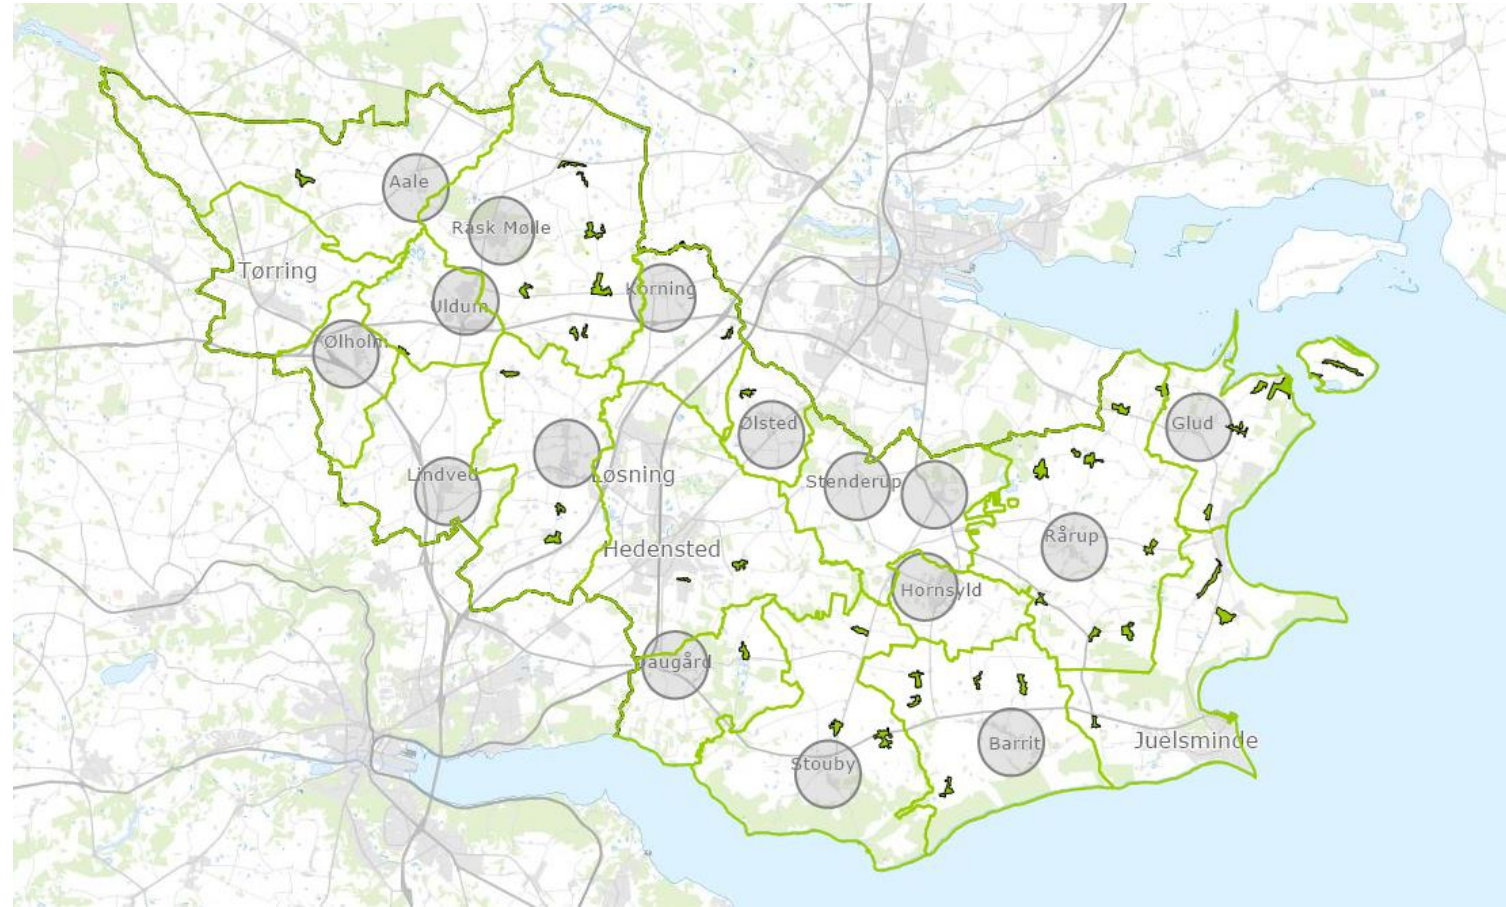 Aale
Rask Mølle
Tørring
Uldum
Korning
Ølholm
Ølsted
Glud
Lindved
Løsning
Stenderup
Rårup
Hedensted
Hornsyld
Daugård
Barrit
Juelsminde
Stouby